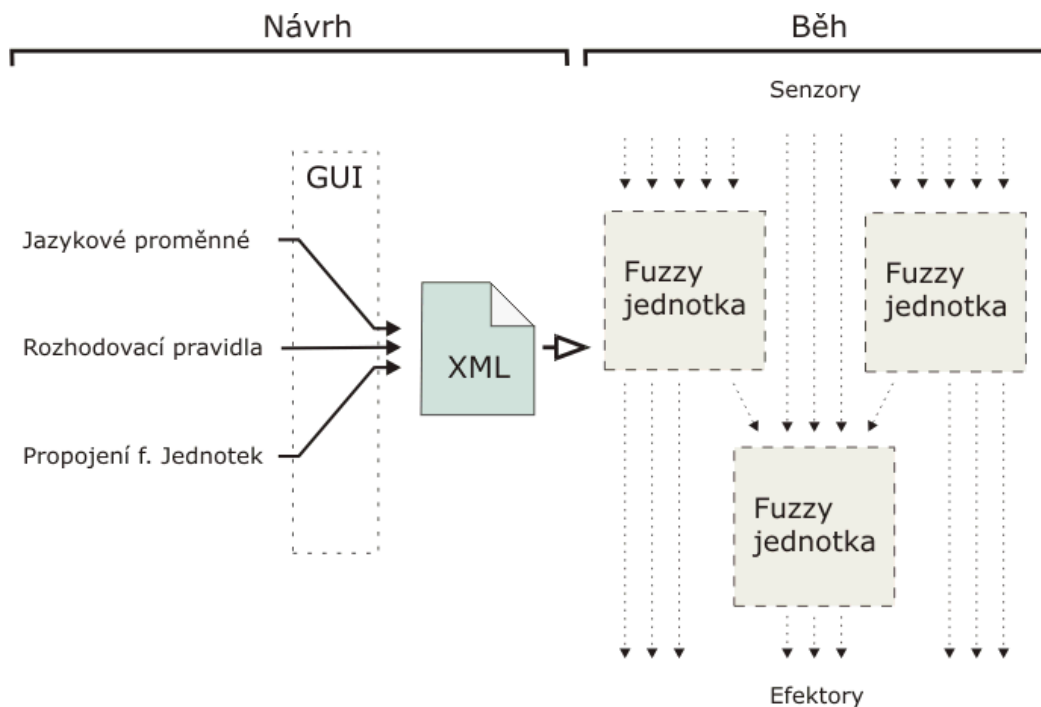 Návrh
Běh
Senzory
GUI
Jazykové proměnné
Rozhodovací pravidla
Propojení f. Jednotek
XML
Fuzzy
jednotka
Fuzzy
jednotka
Fuzzy
jednotka
Efektory